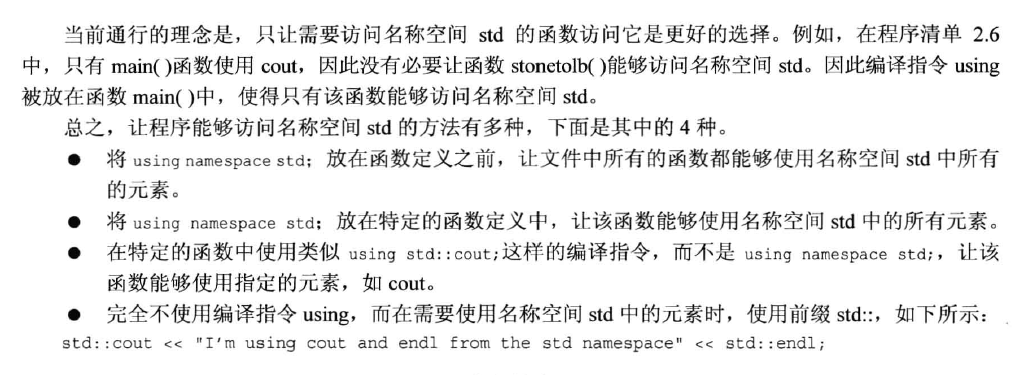 当前通行的理念是，只让需要访问名称空间 std 的函数访问它是更好的选择。例如，在程序清单 2.6
中，只有 main( )函数使用 cout，因此没有必要让函数 stonetolb( )能够访问名称空间 std。因此编译指令 using
被放在函数 main( )中，使得只有该函数能够访问名称空间 std。
总之，让程序能够访问名称空间 std 的方法有多种，下面是其中的 4 种。
● 将 using namespace std; 放在函数定义之前，让文件中所有的函数都能够使用名称空间 std 中所有
的元素。
● 将 using namespace std; 放在特定的函数定义中，让该函数能够使用名称空间 std 中的所有元素。
● 在特定的函数中使用类似 using std::cout;这样的编译指令，而不是 using namespace std;，让该
函数能够使用指定的元素，如 cout。
● 完全不使用编译指令 using，而在需要使用名称空间 std 中的元素时，使用前缀 std::，如下所示：
std::cout << "I'm using cout and endl from the std namespace" << std::endl;